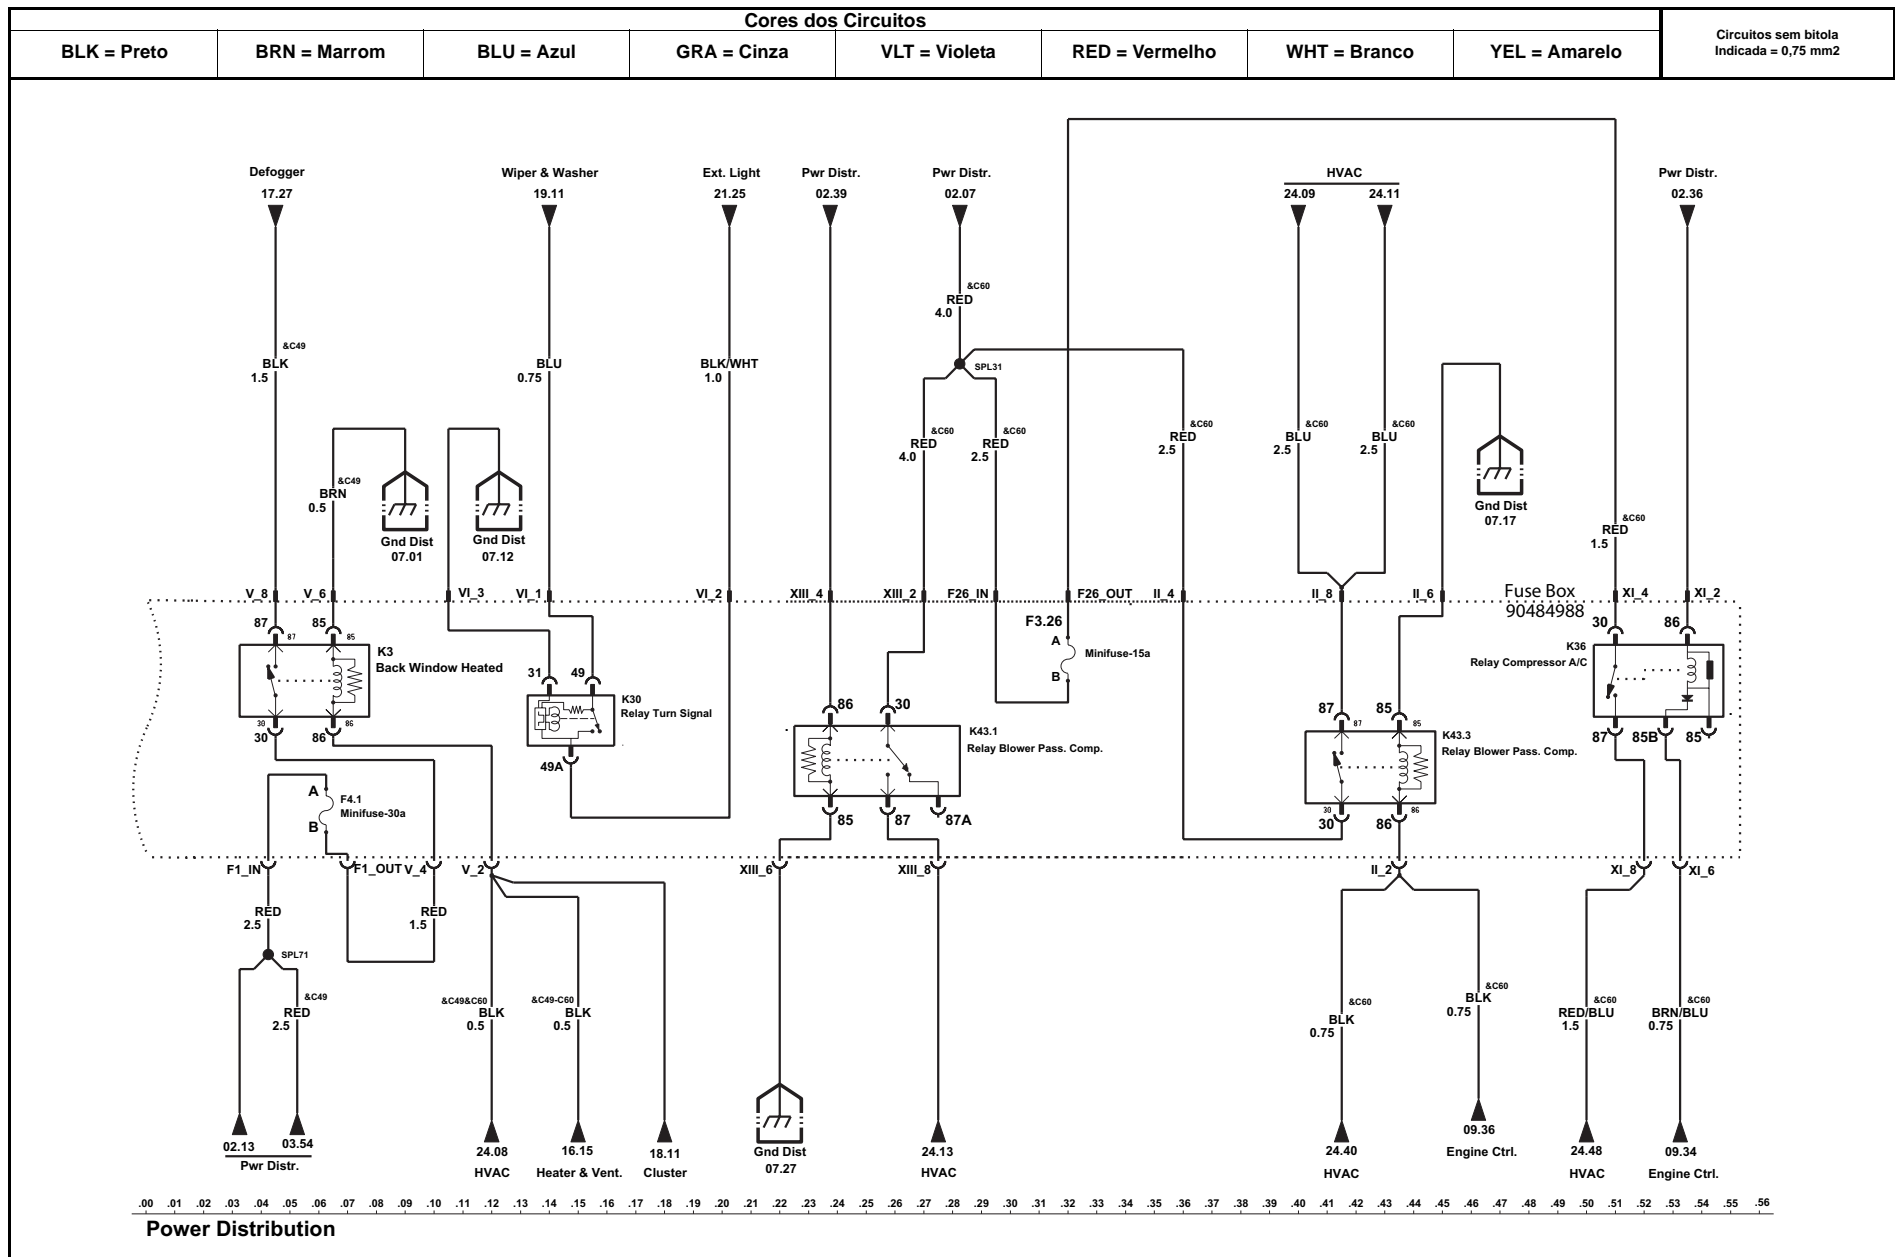 Cores dos Circuitos
BLK = Preto
BRN = Marrom
BLU = Azul
GRA = Cinza
VLT = Violeta
RED = Vermelho
WHT = Branco
YEL = Amarelo
Circuitos sem bitola
Indicada = 0,75 mm2
Defogger
17.27
Wiper & Washer
19.11
Ext. Light
21.25
Pwr Distr.
02.39
Pwr Distr.
02.07
HVAC
24.09 24.11
Pwr Distr.
02.36
&C60
RED
4.0
SPL31
&C49
BLK
1.5
BLU
0.75
BLK/WHT
1.0
&C49
BRN
0.5
Gnd Dist
07.01
Gnd Dist
07.12
&C60
RED
4.0
&C60
RED
2.5
&C60
RED
2.5
&C60
BLU
2.5
&C60
BLU
2.5
Gnd Dist
07.17
&C60
RED
1.5
V_8 V_6 VI_3 VI_1 VI_2 XIII_4 XIII_2 F26_IN F26_OUT II_4 II_8 II_6 XI_4 XI_2
Fuse Box
90484988
87 85
87 85
K3
Back Window Heated
30 86
30 86
31 49
K30
Relay Turn Signal
49A
F3.26
A
Minifuse-15a
B
86 30
K43.1
Relay Blower Pass. Comp.
85 87 87A
87 85
87 85
K43.3
Relay Blower Pass. Comp.
30 86
30 86
30 86
K36
Relay Compressor A/C
87 85B 85
A
F4.1
Minifuse-30a
B
F1_IN F1_OUT V_4 V_2 XIII_6 XIII_8 II_2 XI_8 XI_6
RED
2.5
RED
1.5
SPL71
&C49
RED
2.5
&C49&C60
BLK
0.5
&C49-C60
BLK
0.5
&C60
BLK
0.75
&C60
BLK
0.75
&C60
RED/BLU
1.5
&C60
BRN/BLU
0.75
02.13 03.54
Pwr Distr.
24.08
HVAC
16.15
Heater & Vent.
18.11
Cluster
Gnd Dist
07.27
24.13
HVAC
24.40
HVAC
09.36
Engine Ctrl.
24.48
HVAC
09.34
Engine Ctrl.
.00 .01 .02 .03 .04 .05 .06 .07 .08 .09 .10 .11 .12 .13 .14 .15 .16 .17 .18 .19 .20 .21 .22 .23 .24 .25 .26 .27 .28 .29 .30 .31 .32 .33 .34 .35 .36 .37 .38 .39 .40 .41 .42 .43 .44 .45 .46 .47 .48 .49 .50 .51 .52 .53 .54 .55 .56
Power Distribution